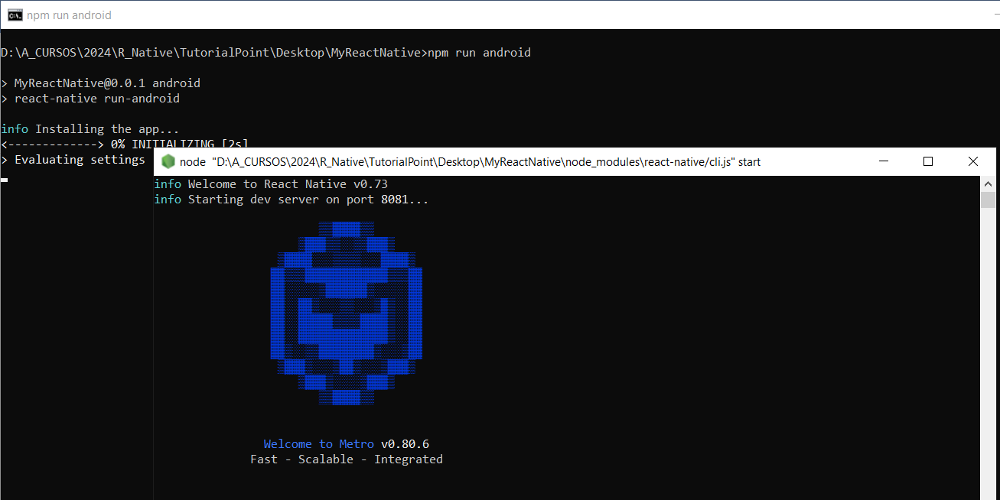 npm run android
D:\A_CURSOS\2024\R_Native\TutorialPoint\Desktop\MyReactNative>npm run android
> MyReactNative@0.0.1 android
> react-native run-android
info Installing the app...
<-------------> 0% INITIALIZING [2s]
> Evaluating settings
node "D:\A_CURSOS\2024\R_Native\TutorialPoint\Desktop\MyReactNative\node_modules\react-native/cli.js" start
info Welcome to React Native v0.73
info Starting dev server on port 8081...
Welcome to Metro v0.80.6
Fast - Scalable - Integrated